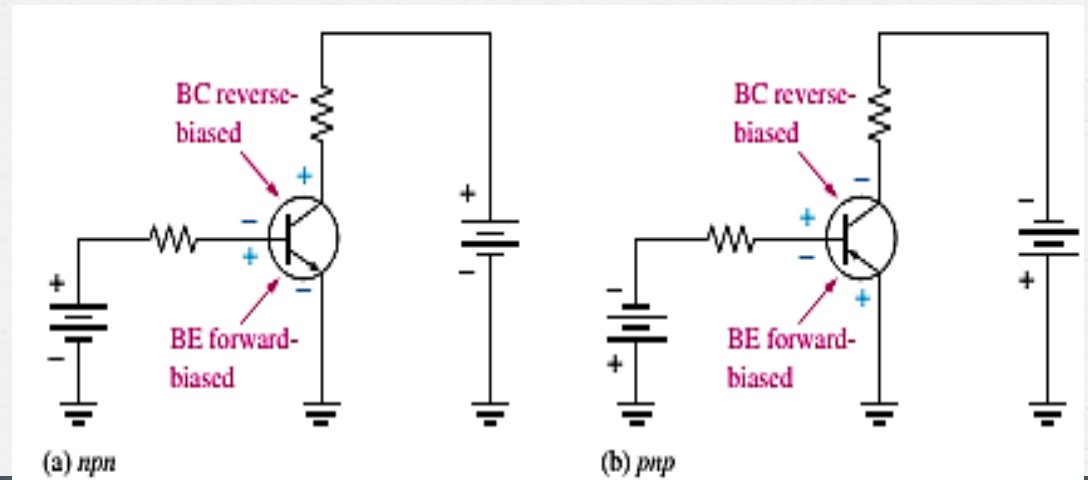 BC reverse-
biased
+
+
−
+
+
−
−
−
BE forward-
biased
(a) npn
BC reverse-
biased
−
−
+
−
−
+
+
+
BE forward-
biased
(b) pnp